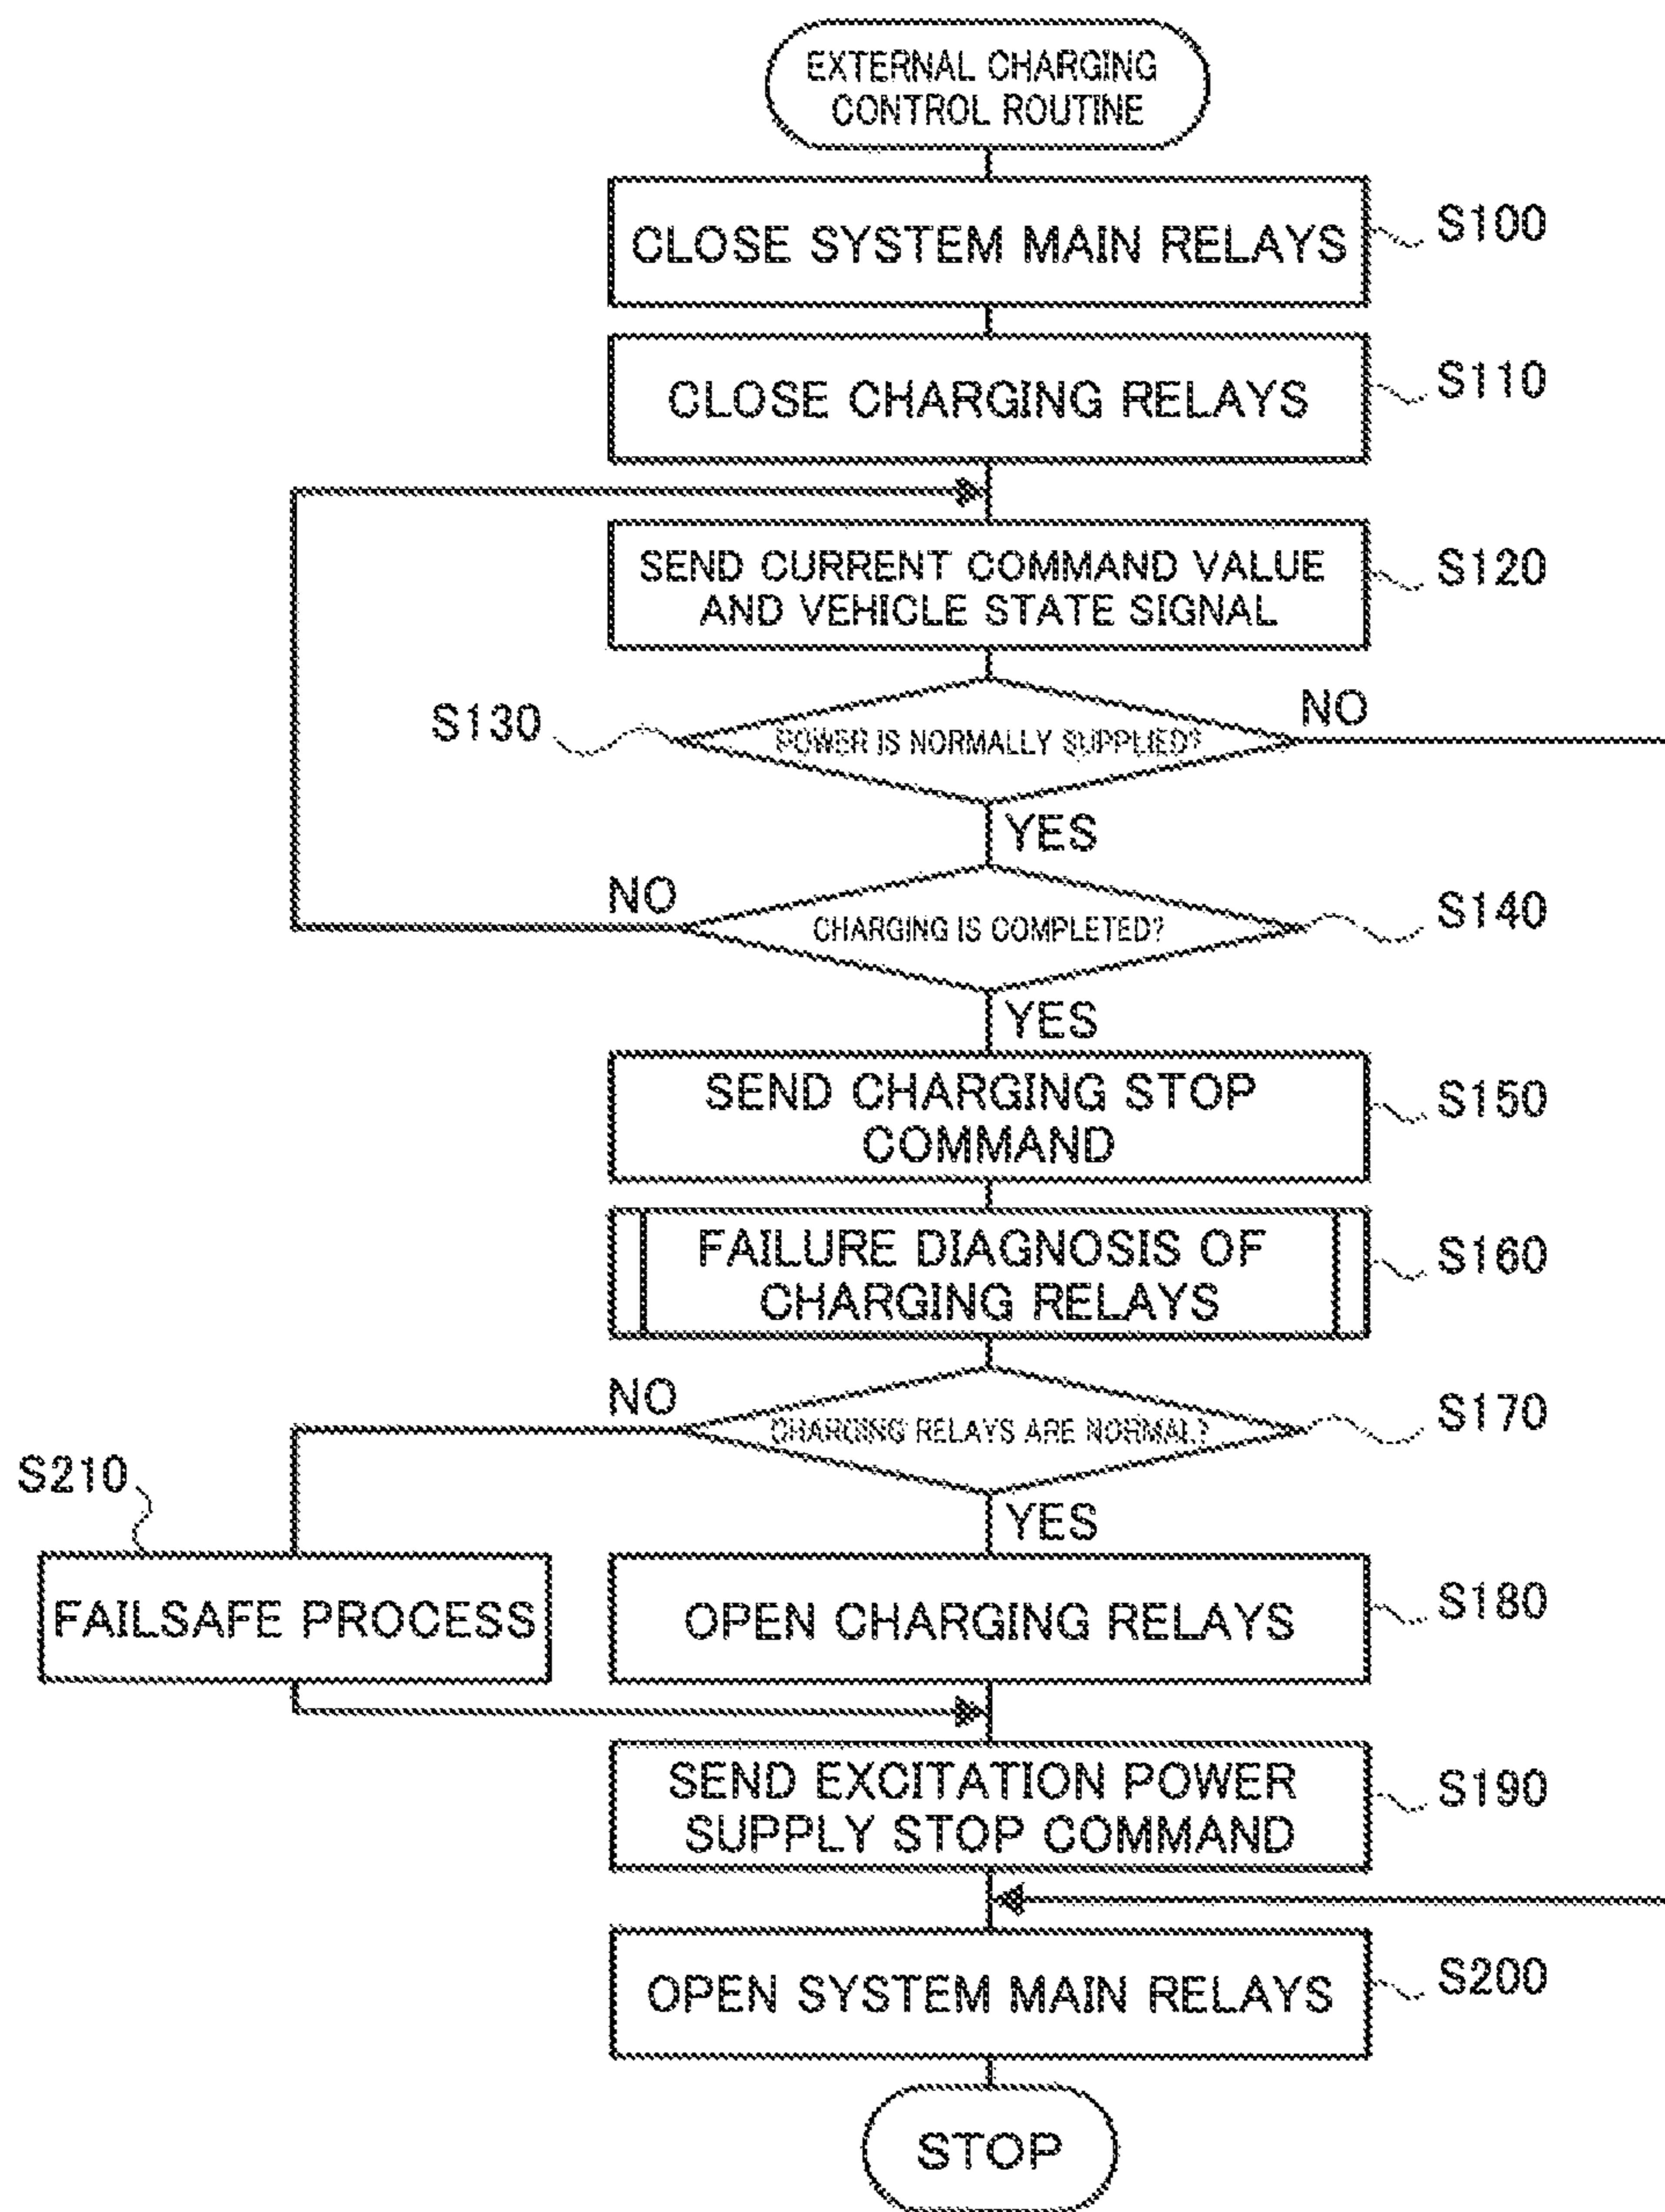 EXTERNAL CHARGING
CONTROL ROUTINE
CLOSE SYSTEM MAIN RELAYS
S100
CLOSE CHARGING RELAYS
S110
SEND CURRENT COMMAND VALUE
AND VEHICLE STATE SIGNAL
S120
S130
POWER IS NORMALLY SUPPLIED?
NO
YES
NO
CHARGING IS COMPLETED?
S140
YES
SEND CHARGING STOP
COMMAND
S150
FAILURE DIAGNOSIS OF
CHARGING RELAYS
S160
NO
CHARGING RELAYS ARE NORMAL?
S170
S210
YES
FAILSAFE PROCESS
OPEN CHARGING RELAYS
S180
SEND EXCITATION POWER
SUPPLY STOP COMMAND
S190
OPEN SYSTEM MAIN RELAYS
S200
STOP